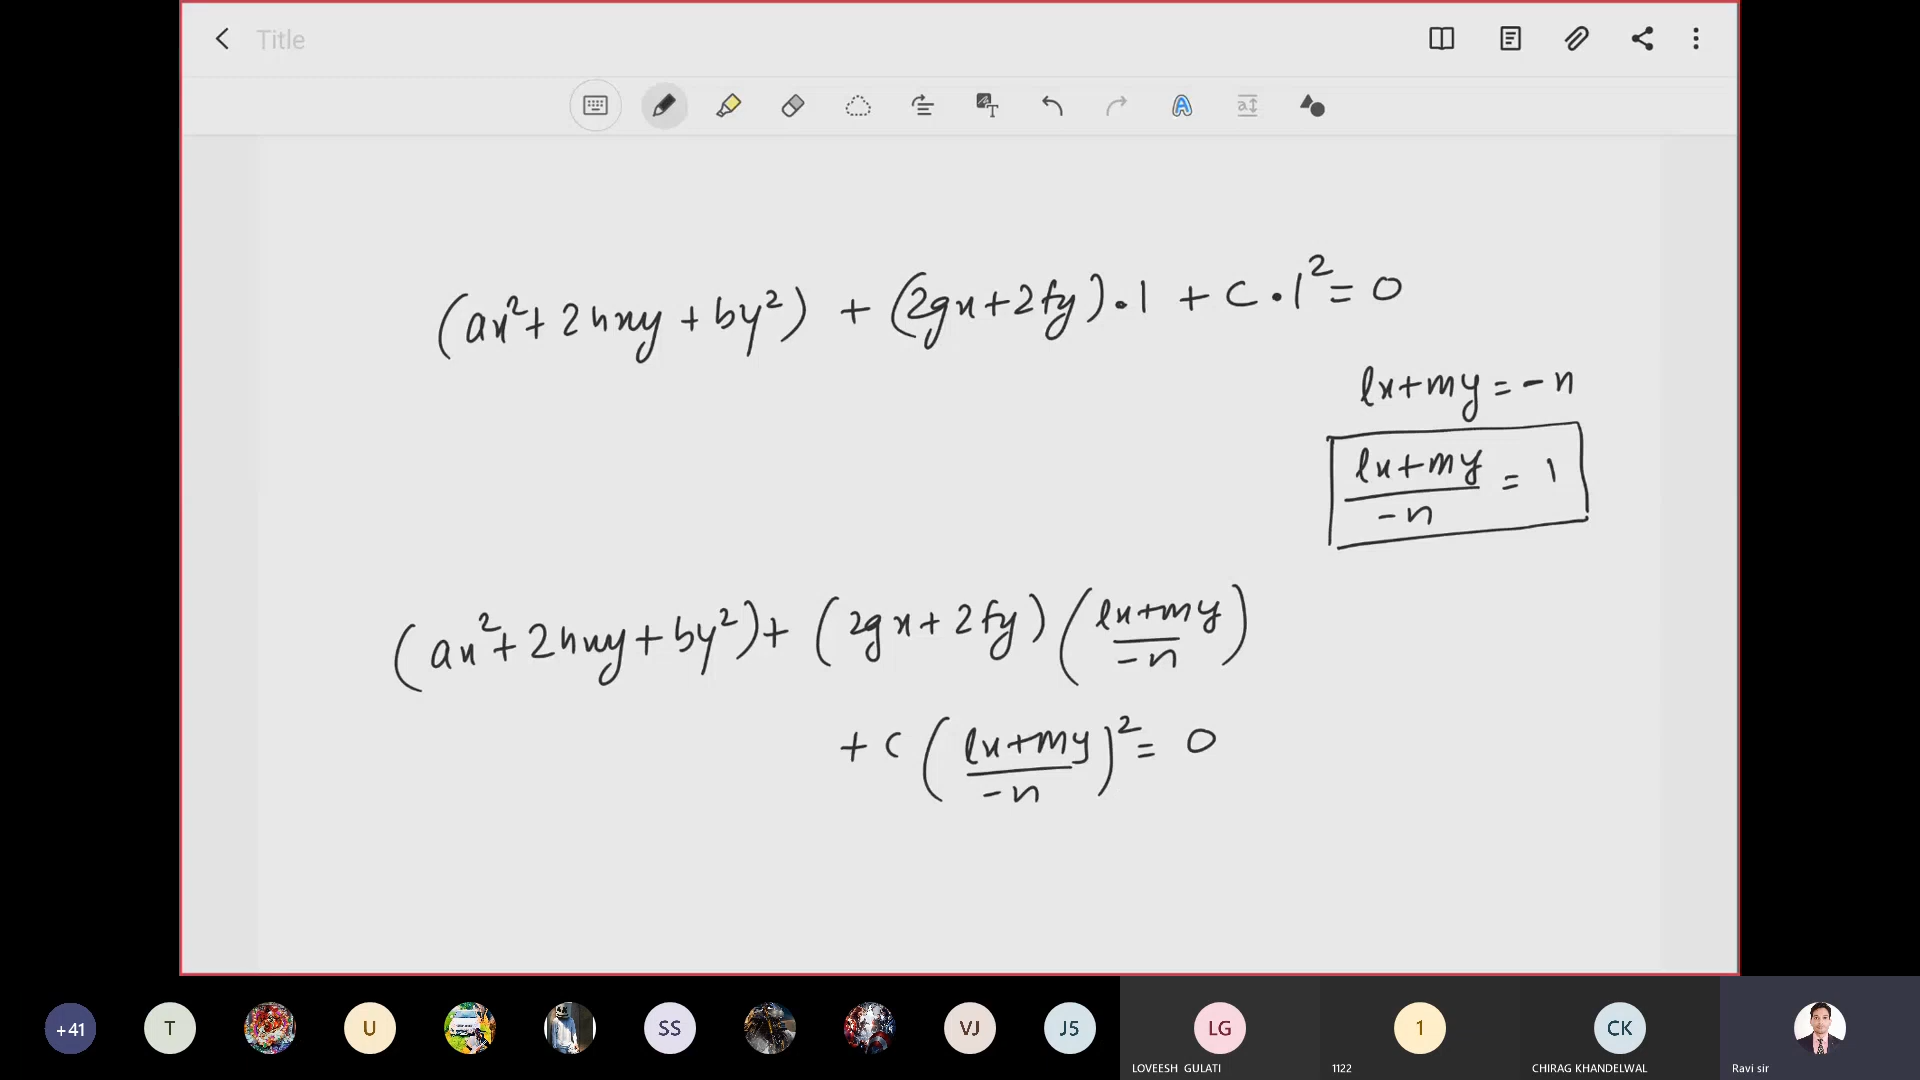 Title
(ax²+2hxy+by²) + (2gx+2fy)·1 + C·1²=0
lx+my=-n
(lx+my)/(-n) = 1
(ax²+2hxy+by²)+ (2gx+2fy)((lx+my)/(-n))
+ C((lx+my)/(-n))²= 0
+41 T U SS VJ J5 LG 1 CK
LOVEESH GULATI 1122 CHIRAG KHANDELWAL Ravi sir